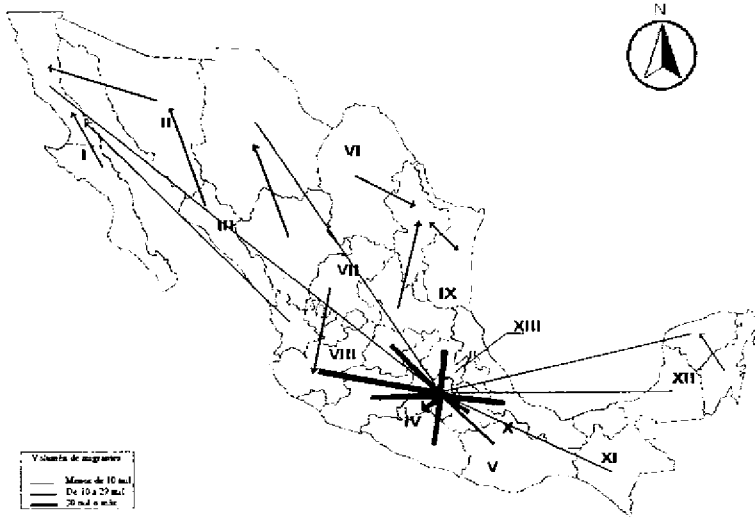 N
I
II
III
VI
VII
IX
XIII
VIII
XII
IV
X
V
XI
Volumén de migrantes
Menos de 10 mil
De 10 a 29 mil
30 mil o más